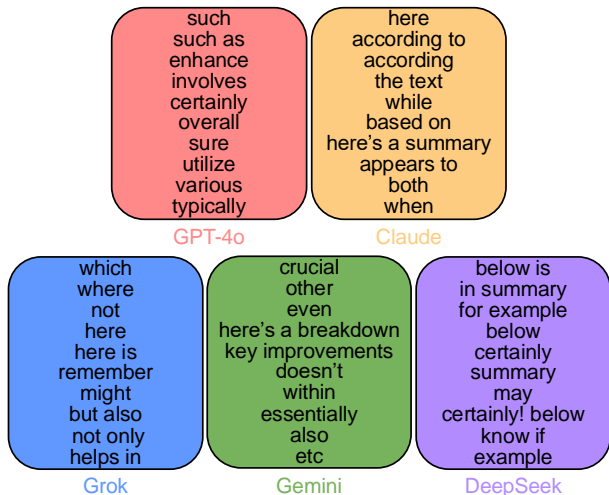 such
such as
enhance
involves
certainly
overall
sure
utilize
various
typically
GPT-4o
here
according to
according
the text
while
based on
here's a summary
appears to
both
when
Claude
which
where
not
here
here is
remember
might
but also
not only
helps in
Grok
crucial
other
even
here's a breakdown
key improvements
doesn't
within
essentially
also
etc
Gemini
below is
in summary
for example
below
certainly
summary
may
certainly! below
know if
example
DeepSeek